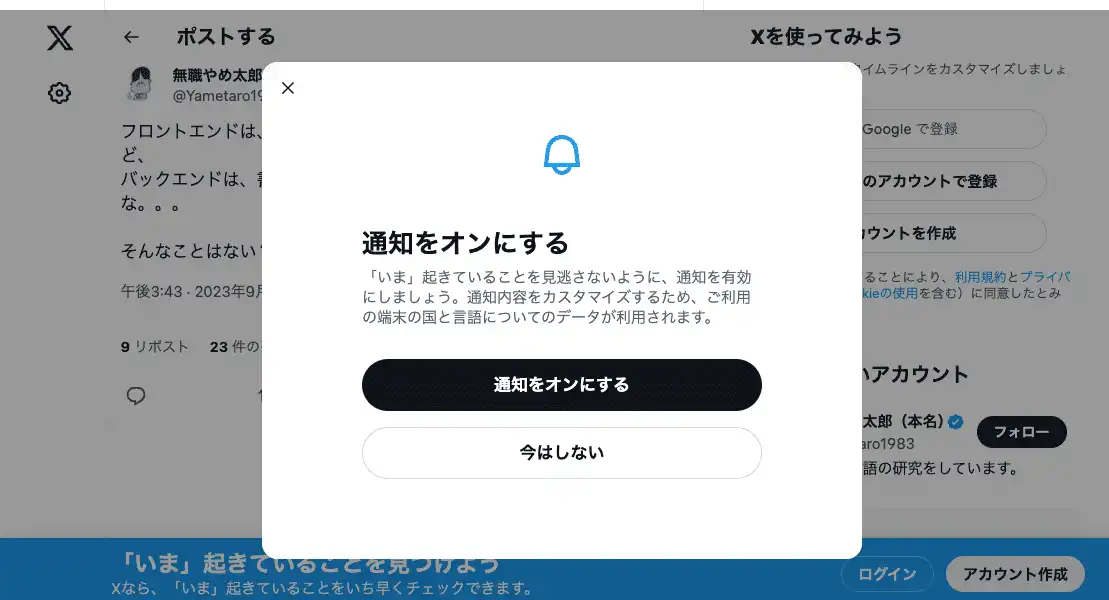 ポストする
無職やめ太郎
@Yametaro19
フロントエンドは、
ど、
バックエンドは、
な。。。
そんなことはない
午後3:43 · 2023年9月
9 リポスト 23 件の
通知をオンにする
「いま」起きていることを見逃さないように、通知を有効
にしましょう。通知内容をカスタマイズするため、ご利用
の端末の国と言語についてのデータが利用されます。
通知をオンにする
今はしない
Xを使ってみよう
イムラインをカスタマイズしましょ
Google で登録
のアカウントで登録
カウントを作成
ることにより、利用規約とプライバ
kieの使用を含む）に同意したとみ
いアカウント
太郎（本名）
aro1983
フォロー
語の研究をしています。
「いま」起きていることを見つけよう
Xなら、「いま」起きていることをいち早くチェックできます。
ログイン
アカウント作成